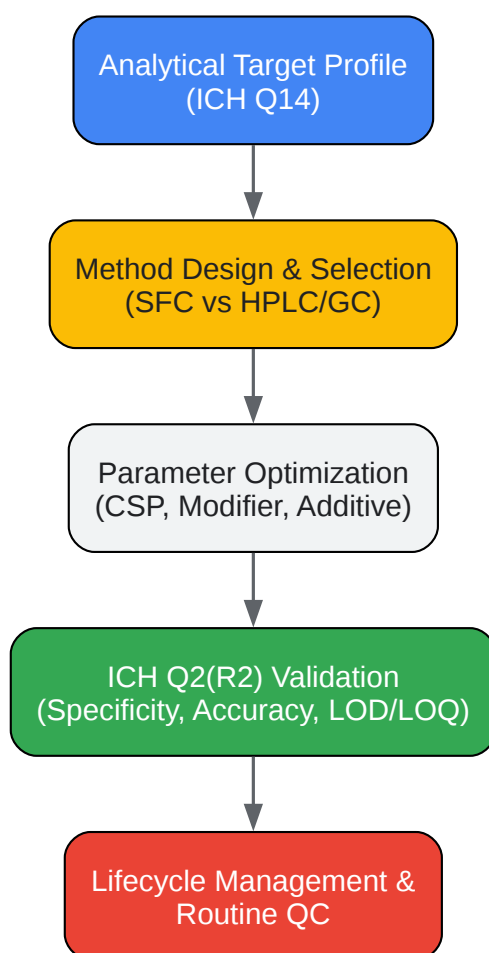 Analytical Target Profile
(ICH Q14)
Method Design & Selection
(SFC vs HPLC/GC)
Parameter Optimization
(CSP, Modifier, Additive)
ICH Q2(R2) Validation
(Specificity, Accuracy, LOD/LOQ)
Lifecycle Management &
Routine QC